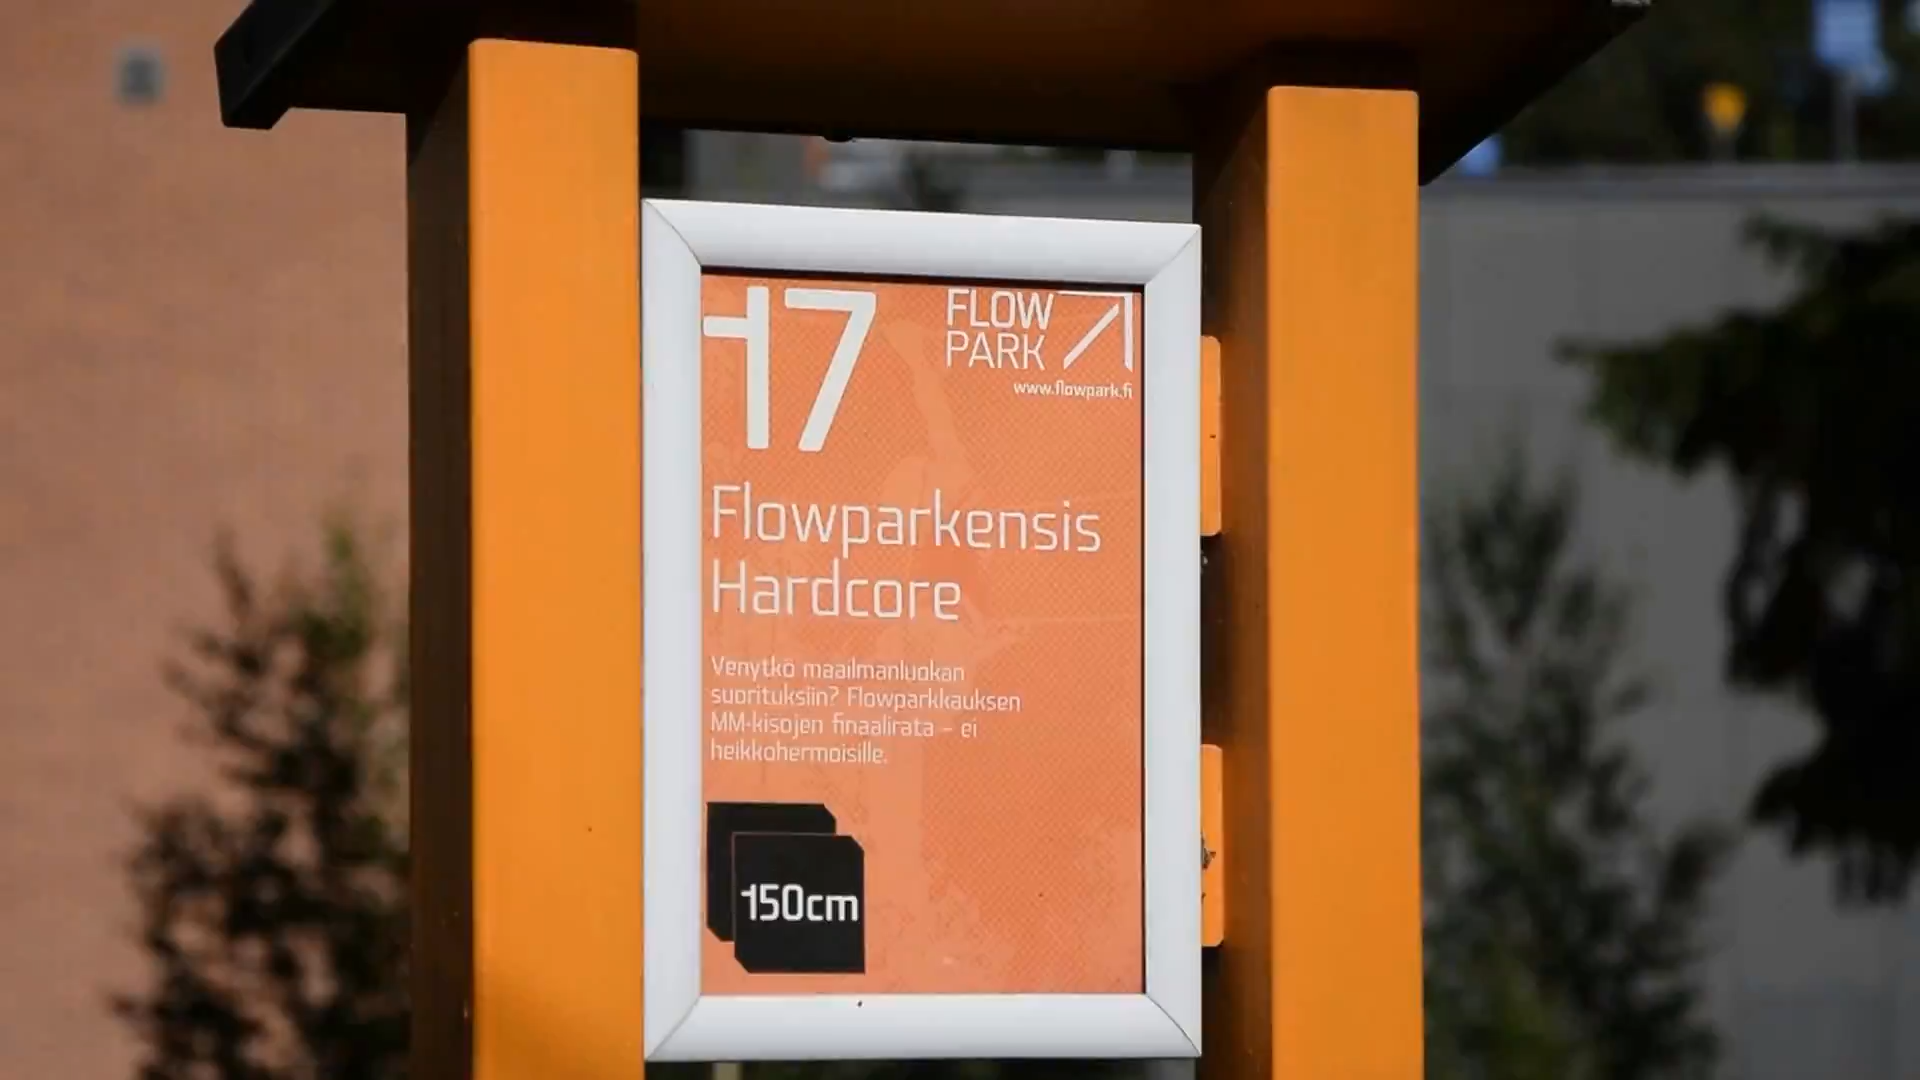 17
FLOW
PARK
www.flowpark.fi
Flowparkensis
Hardcore
Venytkö maailmanluokan
suorituksiin? Flowparkkauksen
MM-kisojen finaalirata – ei
heikkohermoisille.
150cm